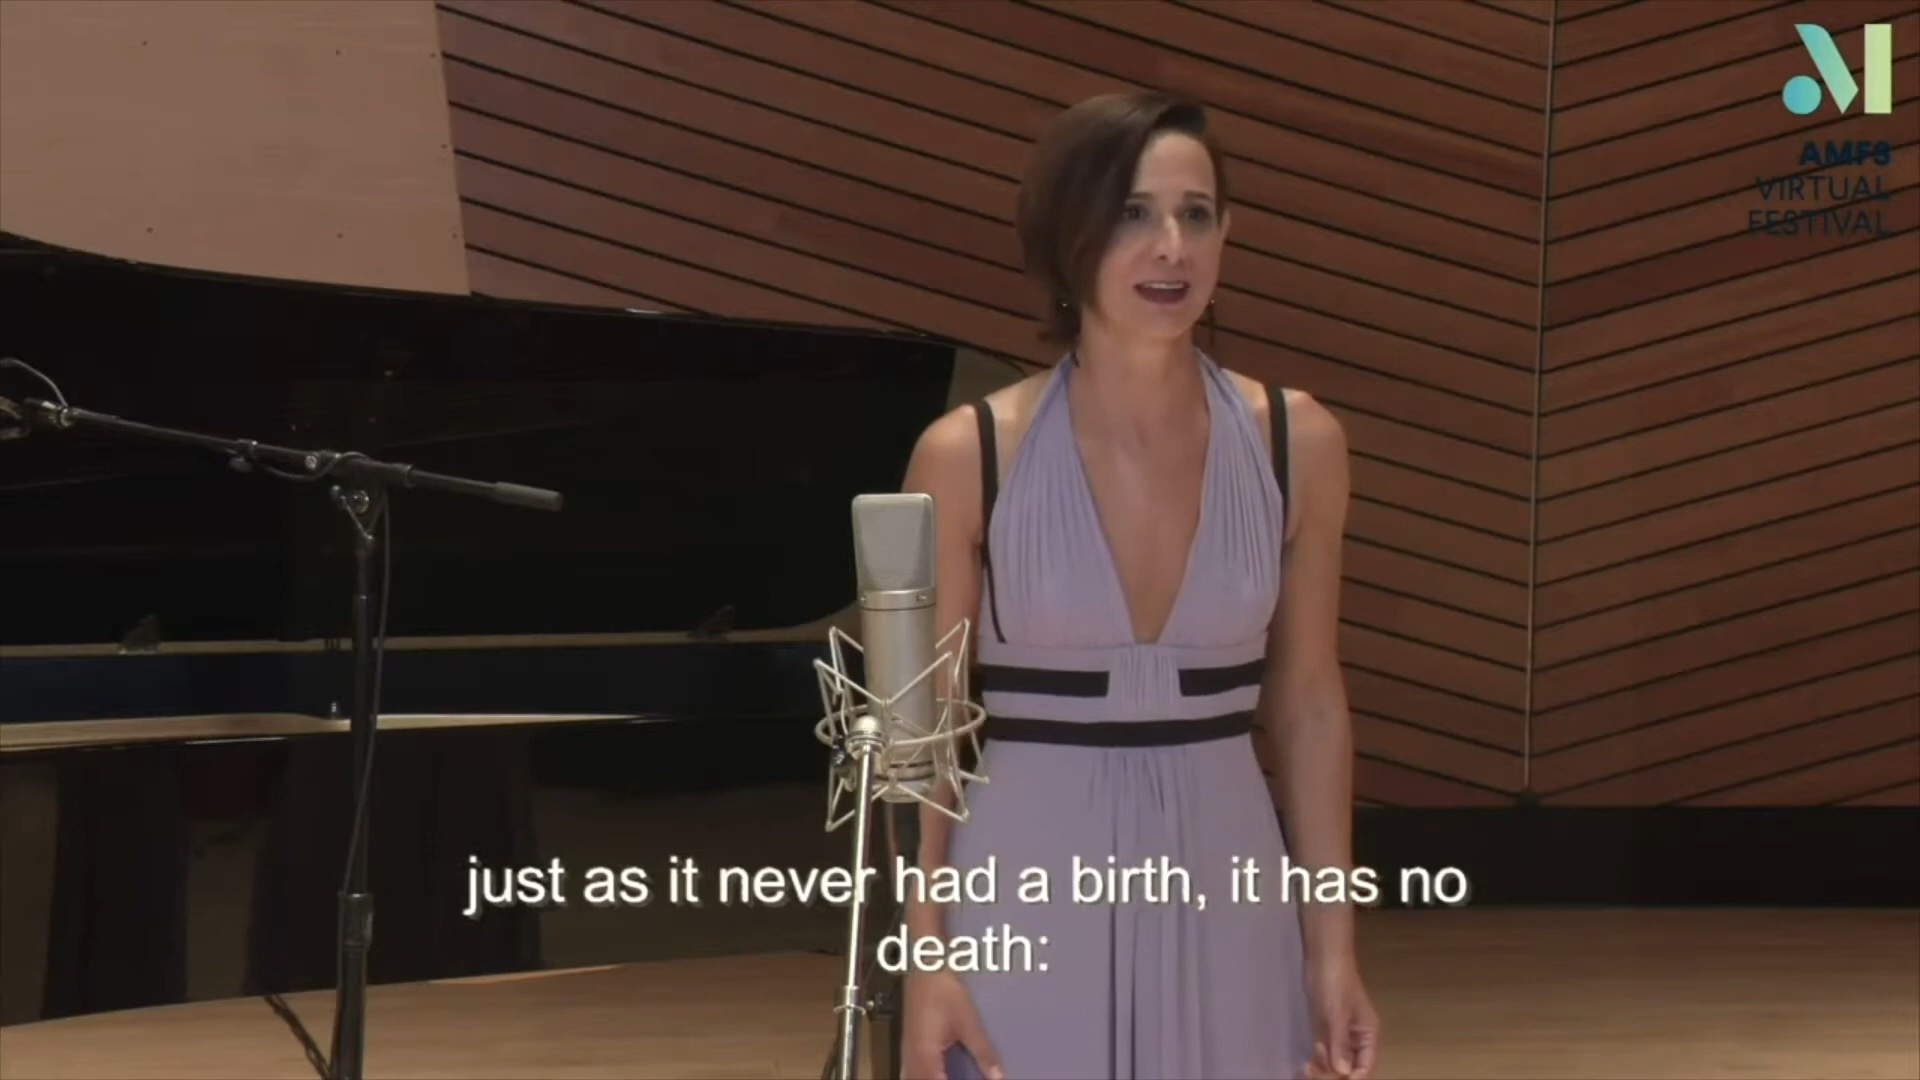 AMFS
VIRTUAL
FESTIVAL
just as it never had a birth, it has no
death: